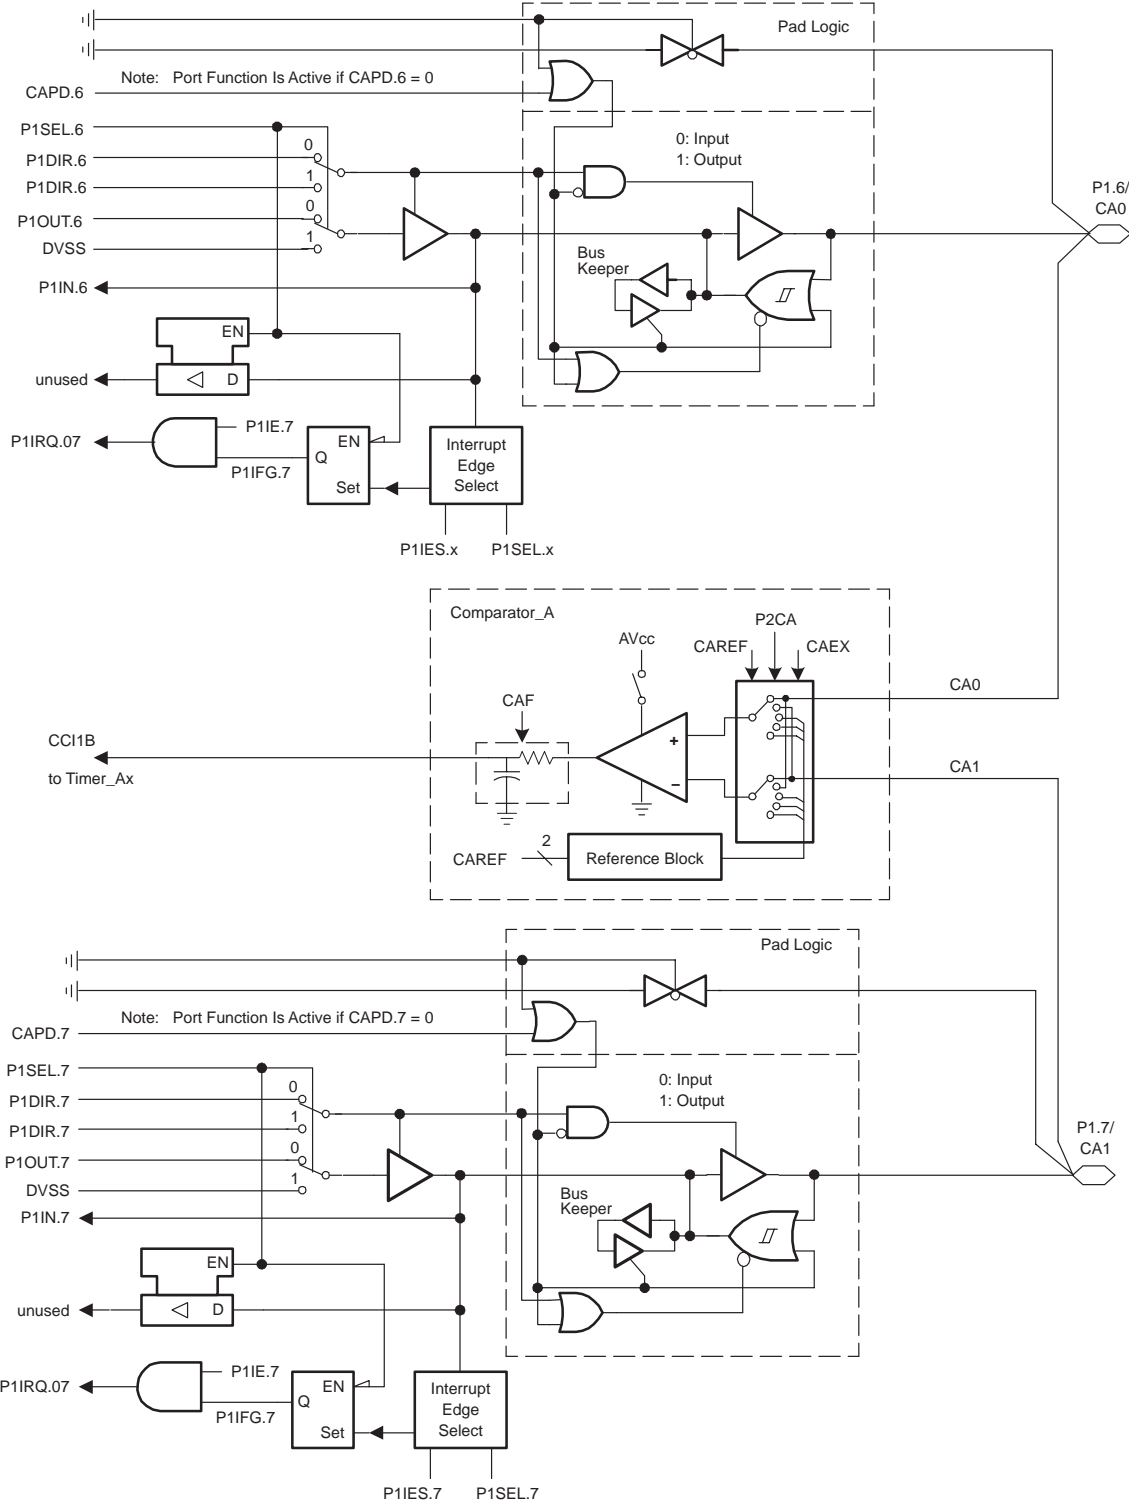 Pad Logic
Note: Port Function Is Active if CAPD.6 = 0
CAPD.6
P1SEL.6
0
P1DIR.6
1
P1DIR.6
0
P1OUT.6
1
DVSS
P1IN.6
0: Input
1: Output
P1.6/
CA0
Bus
Keeper
EN
unused
D
P1IRQ.07
P1IE.7
P1IFG.7
EN
Q
Set
Interrupt
Edge
Select
P1IES.x
P1SEL.x
Comparator_A
P2CA
AVcc
CAREF
CAEX
CA0
CAF
+
CCI1B
to Timer_Ax
CA1
−
2
CAREF
Reference Block
Pad Logic
Note: Port Function Is Active if CAPD.7 = 0
CAPD.7
P1SEL.7
0
P1DIR.7
1
P1DIR.7
0
P1OUT.7
1
DVSS
P1IN.7
0: Input
1: Output
P1.7/
CA1
Bus
Keeper
EN
unused
D
P1IRQ.07
P1IE.7
P1IFG.7
EN
Q
Set
Interrupt
Edge
Select
P1IES.7
P1SEL.7